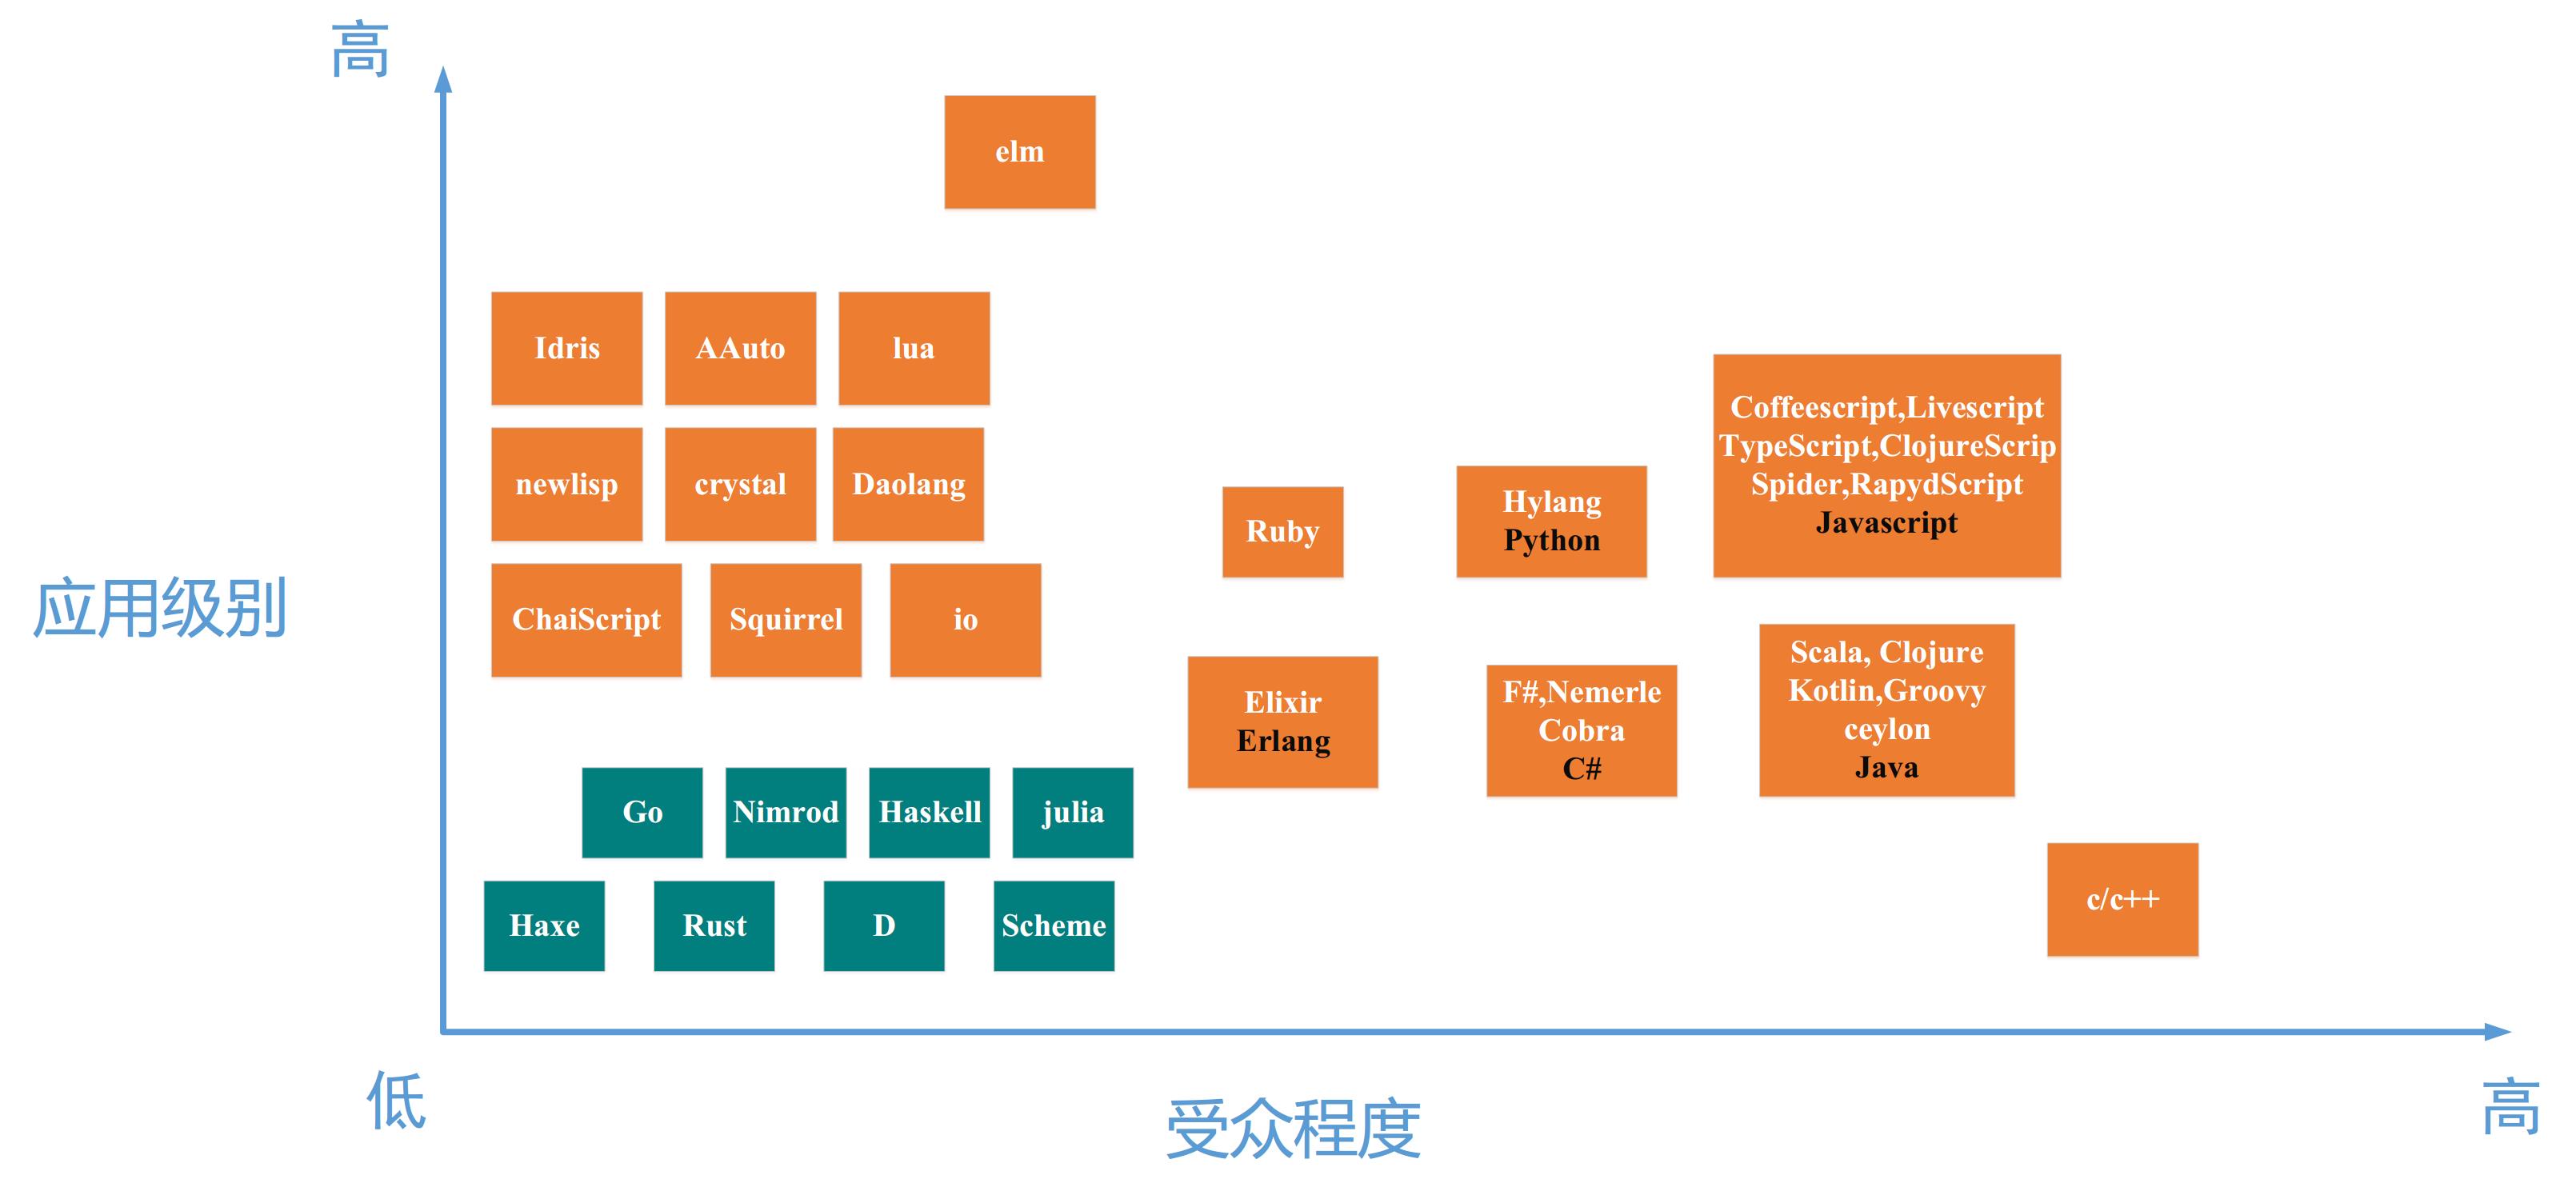 高
elm
Idris
AAuto
lua
newlisp
crystal
Daolang
ChaiScript
Squirrel
io
Ruby
Hylang
Python
Coffeescript,Livescript
TypeScript,ClojureScrip
Spider,RapydScript
Javascript
应用级别
Elixir
Erlang
F#,Nemerle
Cobra
C#
Scala, Clojure
Kotlin,Groovy
ceylon
Java
Go
Nimrod
Haskell
julia
Haxe
Rust
D
Scheme
c/c++
低
受众程度
高